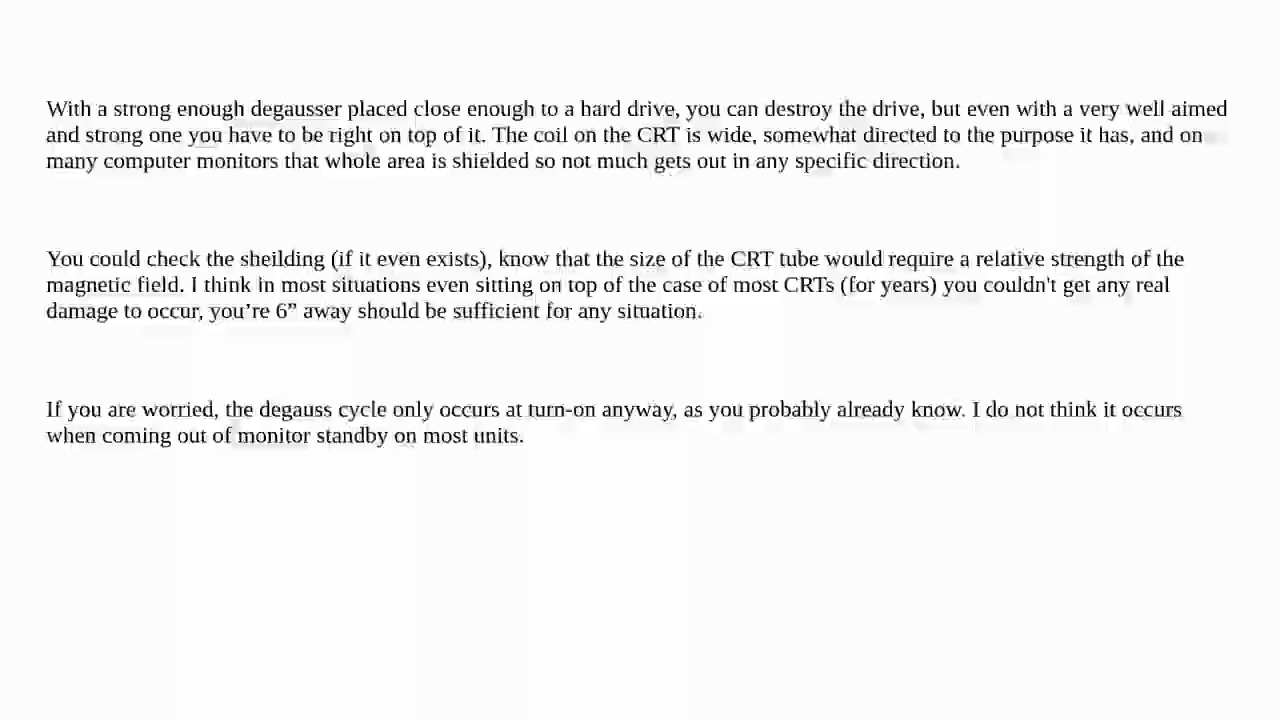 With a strong enough degausser placed close enough to a hard drive, you can destroy the drive, but even with a very well aimed
and strong one you have to be right on top of it. The coil on the CRT is wide, somewhat directed to the purpose it has, and on
many computer monitors that whole area is shielded so not much gets out in any specific direction.
You could check the sheilding (if it even exists), know that the size of the CRT tube would require a relative strength of the
magnetic field. I think in most situations even sitting on top of the case of most CRTs (for years) you couldn't get any real
damage to occur, you’re 6” away should be sufficient for any situation.
If you are worried, the degauss cycle only occurs at turn-on anyway, as you probably already know. I do not think it occurs
when coming out of monitor standby on most units.